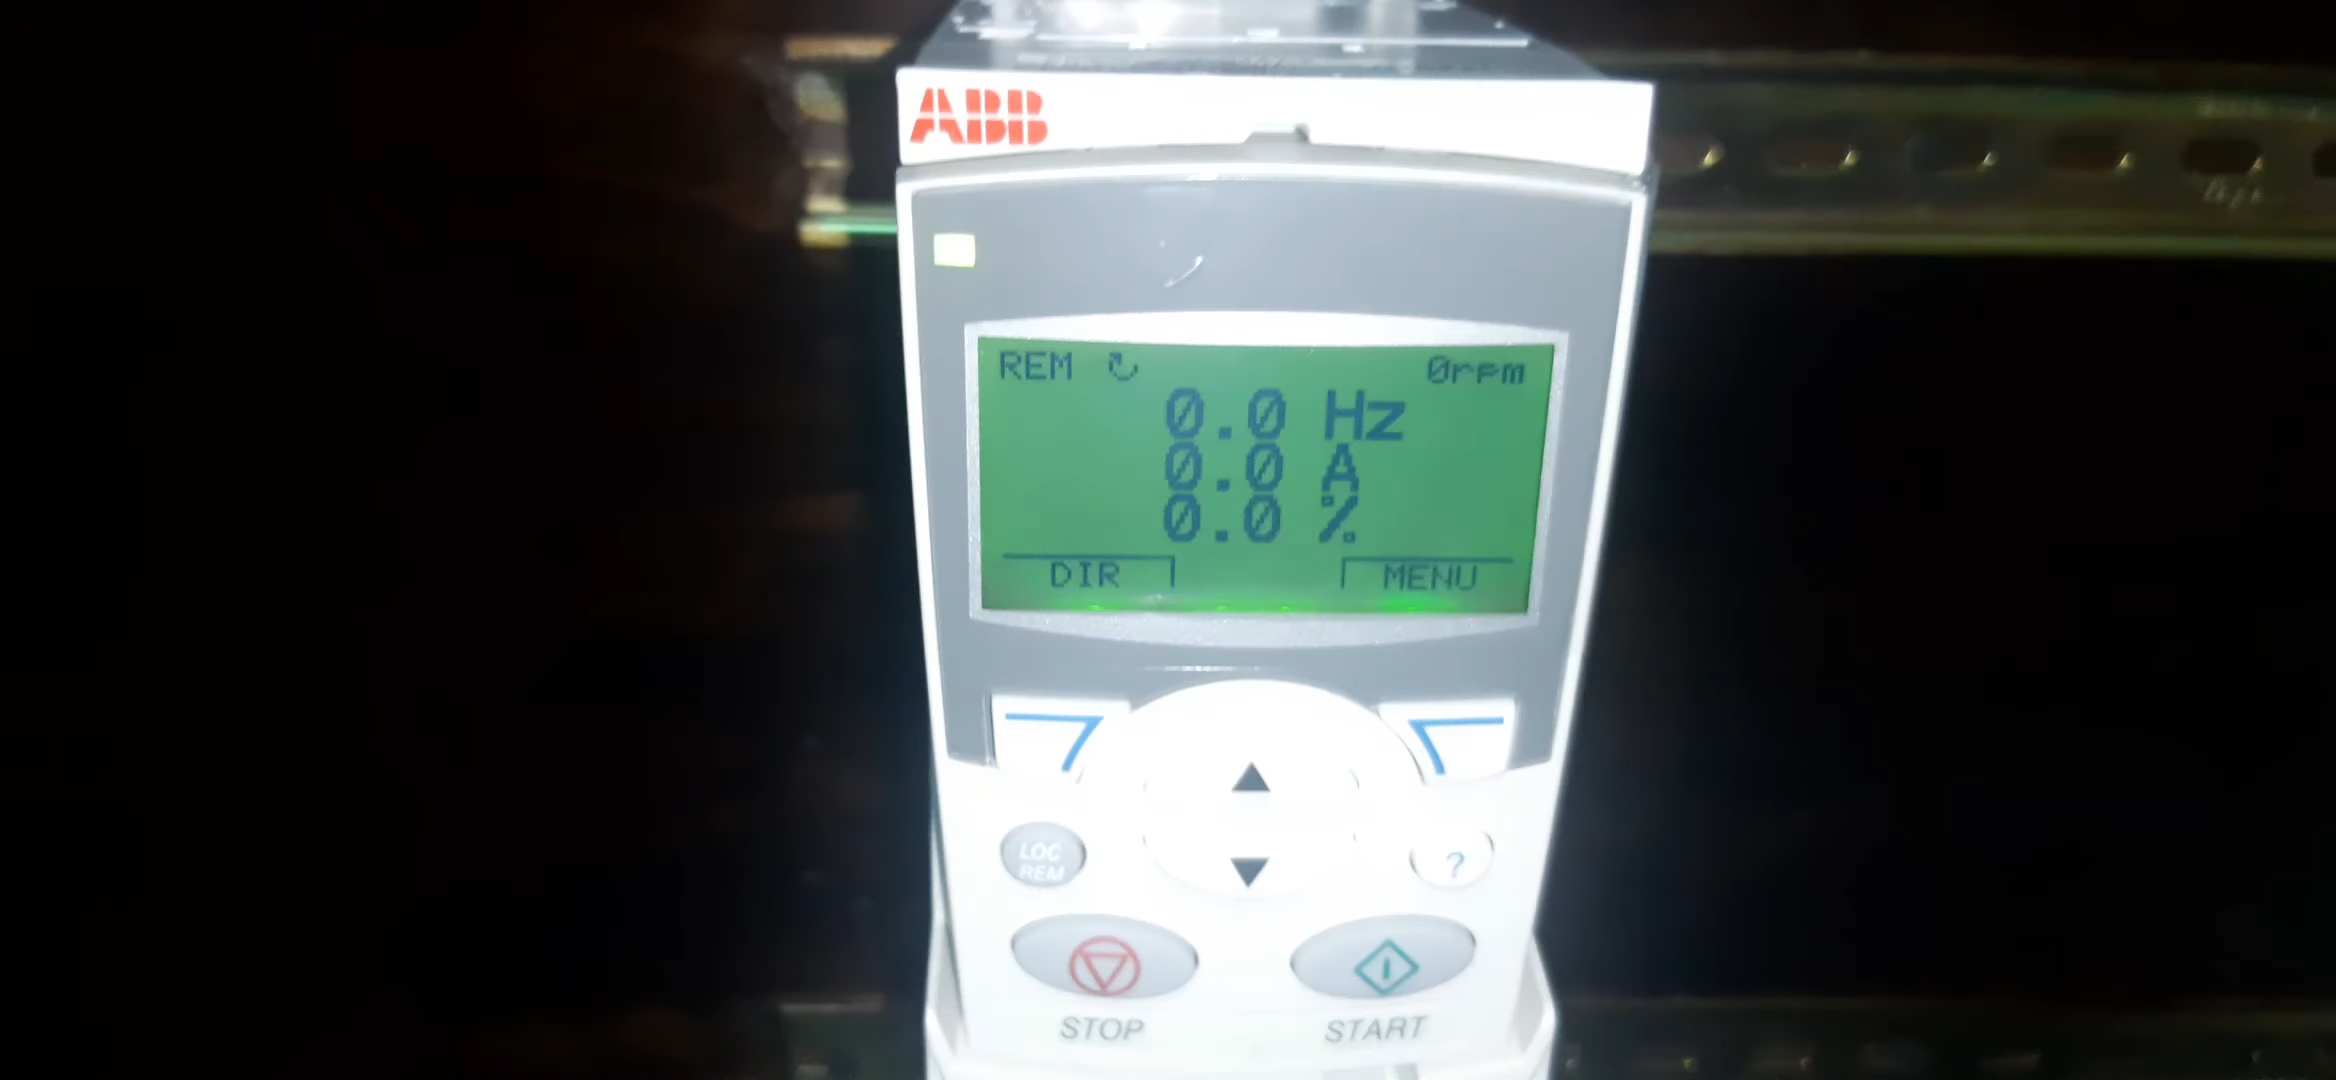 ABB
REM ↻ 0rpm
0.0 Hz
0.0 A
0.0 %
DIR MENU
LOC
REM
?
STOP START